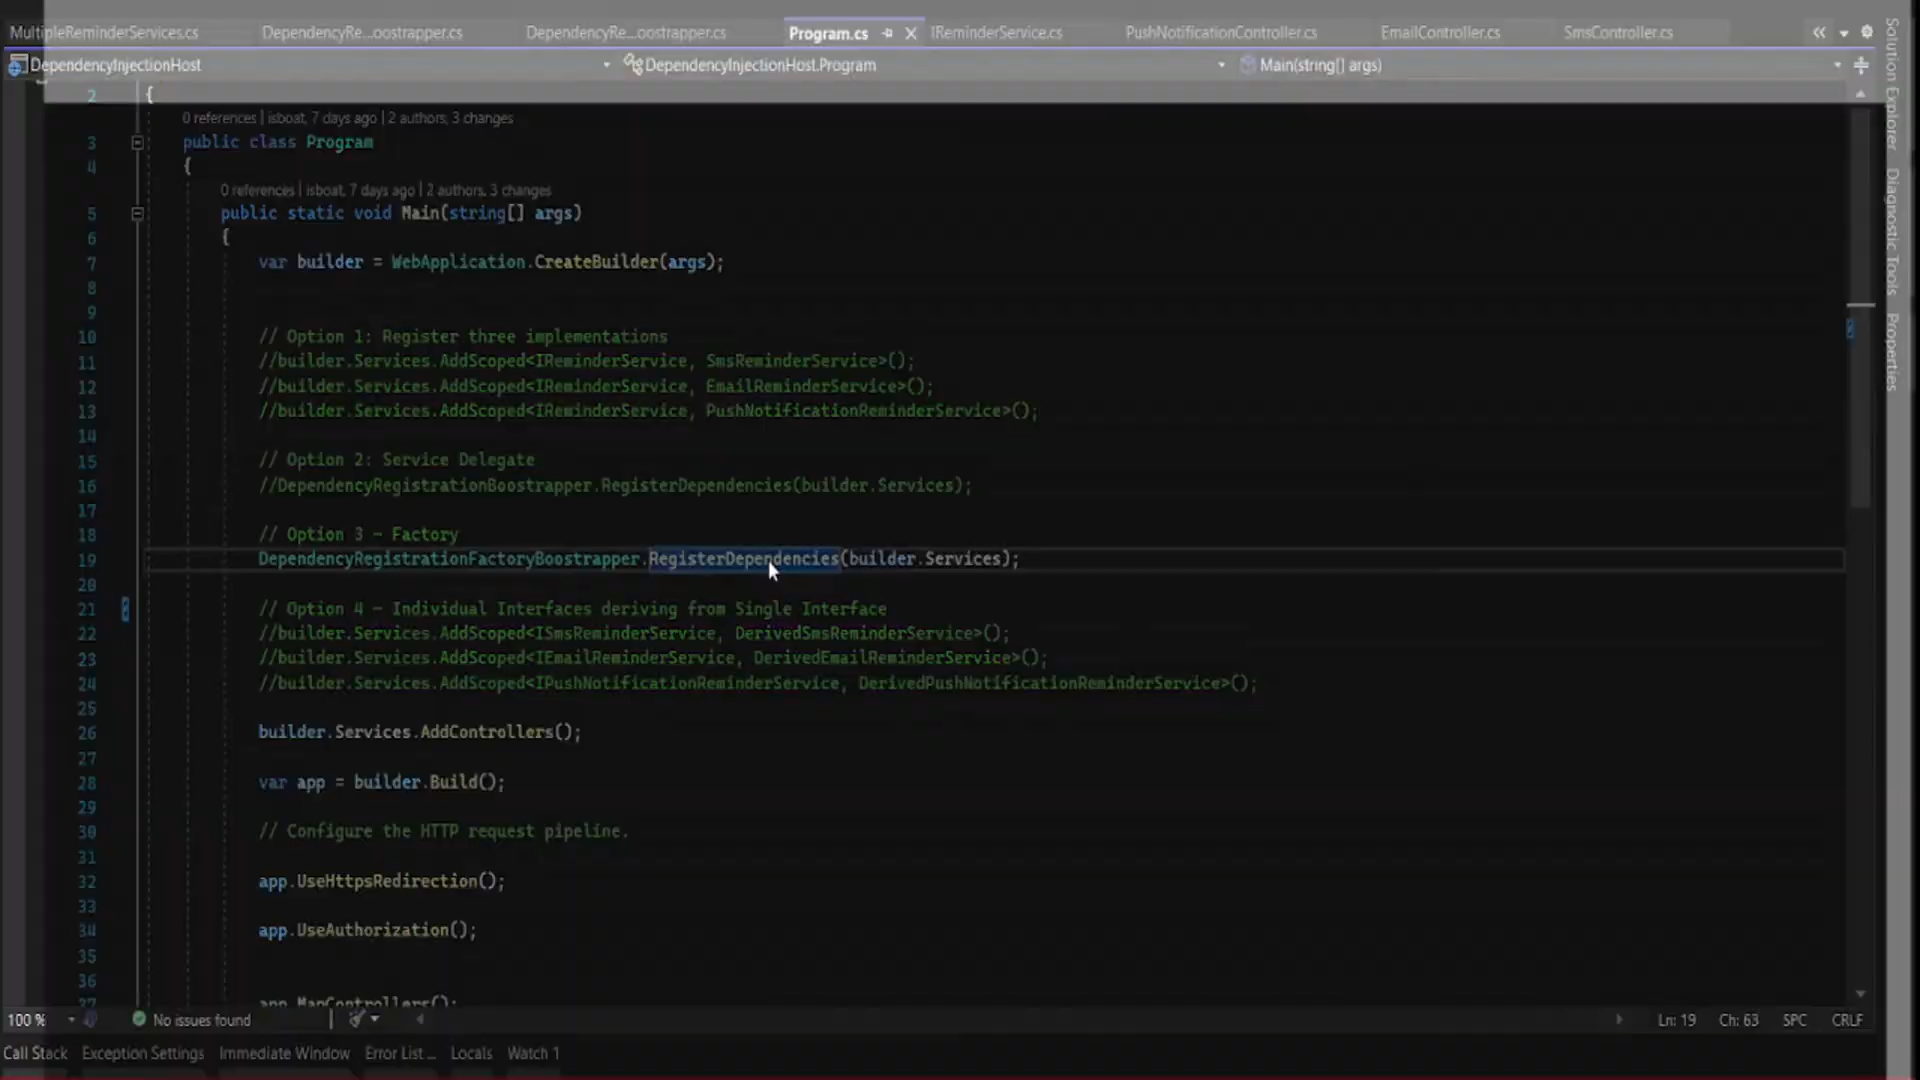 MultipleReminderServices.cs DependencyRe...oostrapper.cs DependencyRe...oostrapper.cs Program.cs IReminderService.cs PushNotificationController.cs EmailController.cs SmsController.cs
DependencyInjectionHost DependencyInjectionHost.Program Main(string[] args)
2 {
0 references | isboat, 7 days ago | 2 authors, 3 changes
3 public class Program
4 {
0 references | isboat, 7 days ago | 2 authors, 3 changes
5 public static void Main(string[] args)
6 {
7 var builder = WebApplication.CreateBuilder(args);
8
9
10 // Option 1: Register three implementations
11 //builder.Services.AddScoped<IReminderService, SmsReminderService>();
12 //builder.Services.AddScoped<IReminderService, EmailReminderService>();
13 //builder.Services.AddScoped<IReminderService, PushNotificationReminderService>();
14
15 // Option 2: Service Delegate
16 //DependencyRegistrationBoostrapper.RegisterDependencies(builder.Services);
17
18 // Option 3 - Factory
19 DependencyRegistrationFactoryBoostrapper.RegisterDependencies(builder.Services);
20
21 // Option 4 - Individual Interfaces deriving from Single Interface
22 //builder.Services.AddScoped<ISmsReminderService, DerivedSmsReminderService>();
23 //builder.Services.AddScoped<IEmailReminderService, DerivedEmailReminderService>();
24 //builder.Services.AddScoped<IPushNotificationReminderService, DerivedPushNotificationReminderService>();
25
26 builder.Services.AddControllers();
27
28 var app = builder.Build();
29
30 // Configure the HTTP request pipeline.
31
32 app.UseHttpsRedirection();
33
34 app.UseAuthorization();
35
36
37 app.MapControllers();
100 % No issues found Ln: 19 Ch: 63 SPC CRLF
Call Stack Exception Settings Immediate Window Error List ... Locals Watch 1
Solution Explorer
Diagnostic Tools
Properties